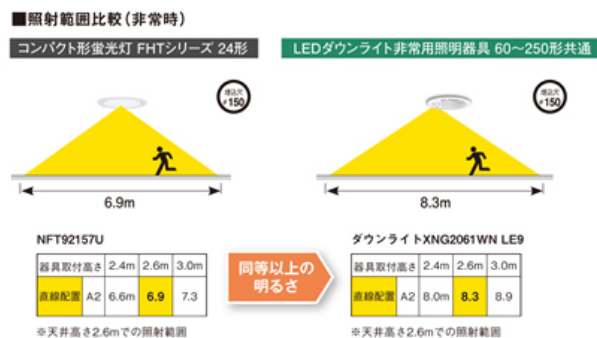 ■照射範囲比較(非常時)
コンパクト形蛍光灯 FHTシリーズ 24形
LEDダウンライト非常用照明器具 60〜250形共通
埋込穴
φ150
埋込穴
φ150
6.9m
8.3m
NFT92157U
器具取付高さ 2.4m 2.6m 3.0m
直線配置 A2 6.6m 6.9 7.3
※天井高さ2.6mでの照射範囲
同等以上の
明るさ
ダウンライトXNG2061WN LE9
器具取付高さ 2.4m 2.6m 3.0m
直線配置 A2 8.0m 8.3 8.9
※天井高さ2.6mでの照射範囲